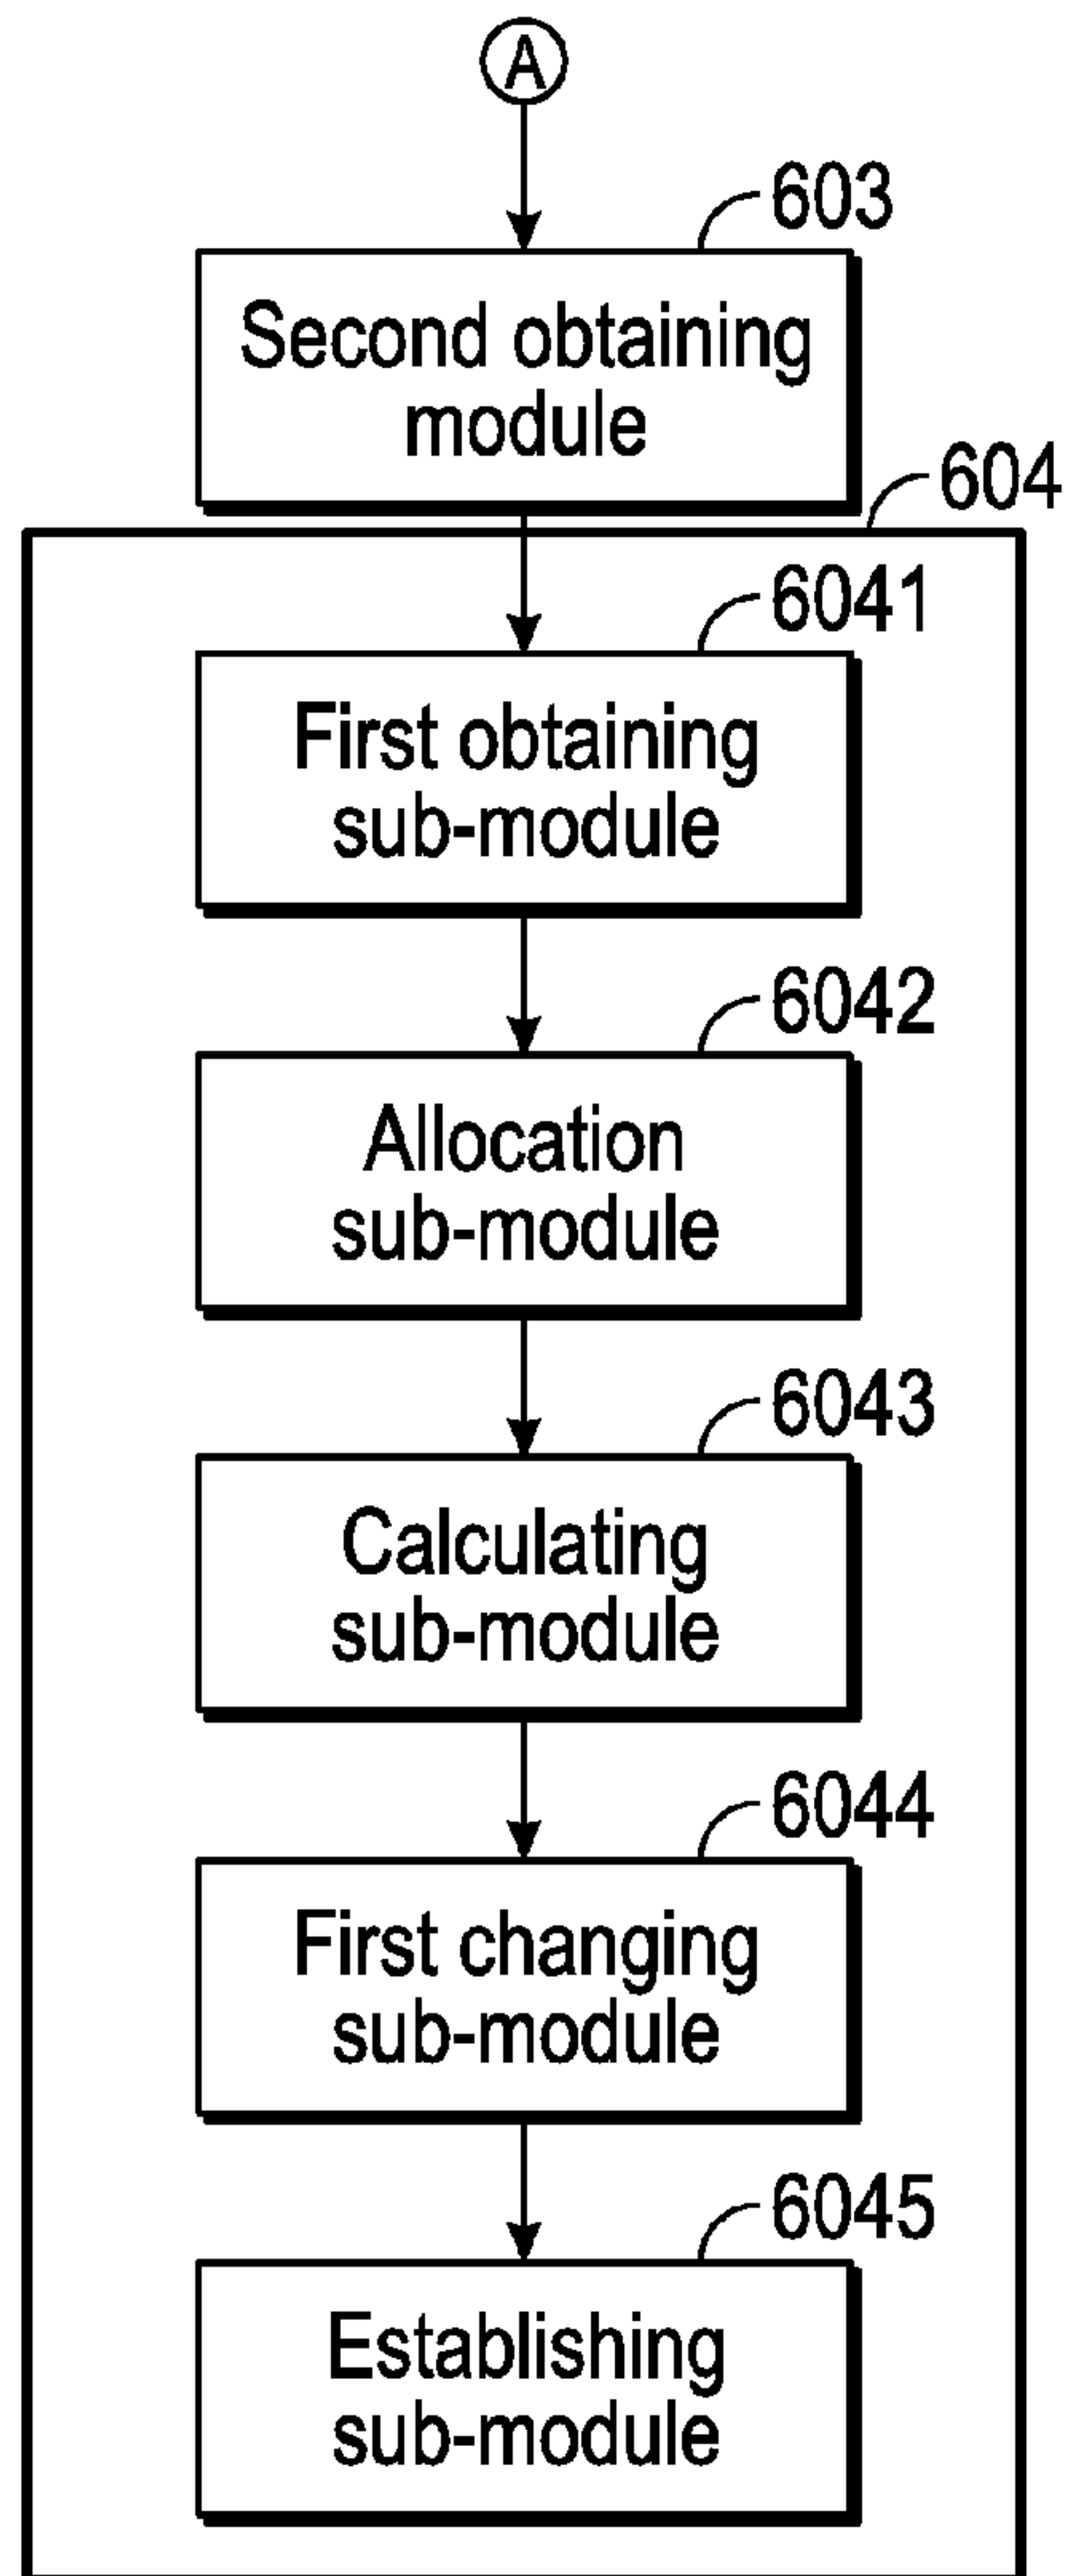 A
603
Second obtaining
module
604
6041
First obtaining
sub-module
6042
Allocation
sub-module
6043
Calculating
sub-module
6044
First changing
sub-module
6045
Establishing
sub-module